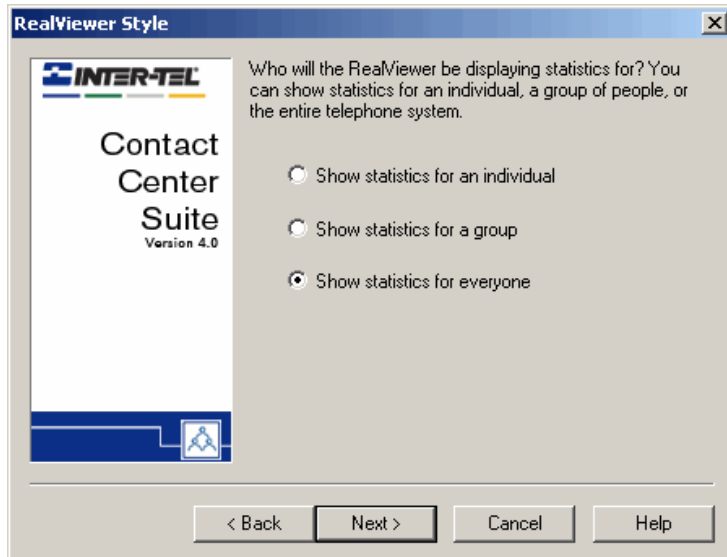 RealViewer Style
INTER-TEL
Contact
Center
Suite
Version 4.0
Who will the RealViewer be displaying statistics for? You
can show statistics for an individual, a group of people, or
the entire telephone system.
Show statistics for an individual
Show statistics for a group
Show statistics for everyone
< Back
Next >
Cancel
Help